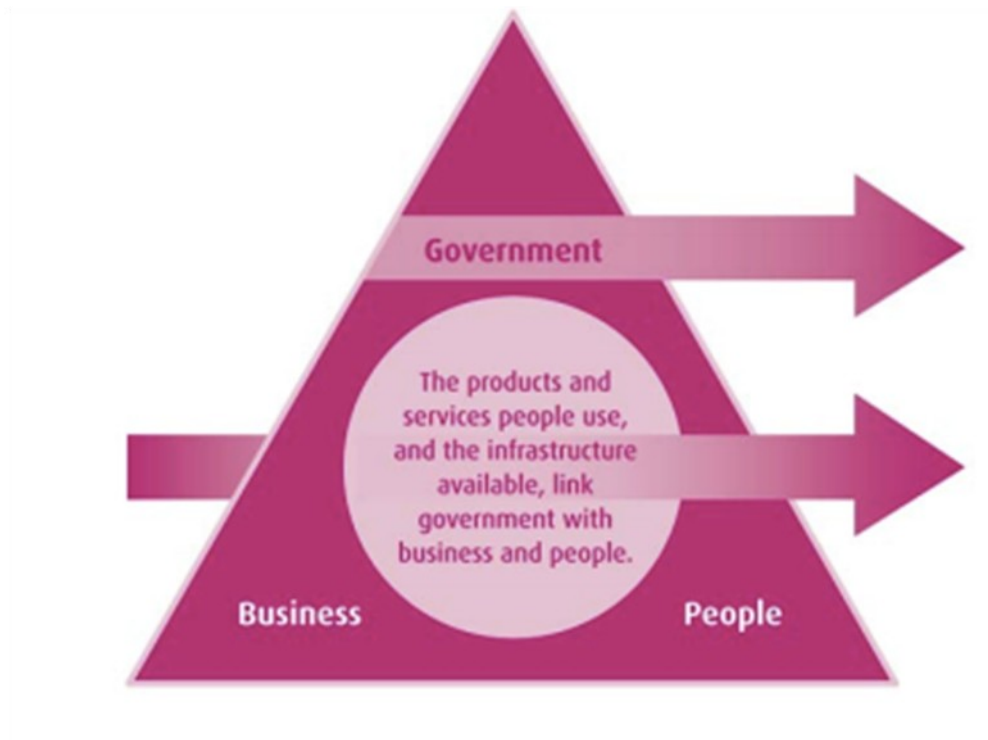 Government
The products and
services people use,
and the infrastructure
available, link
government with
business and people.
Business
People